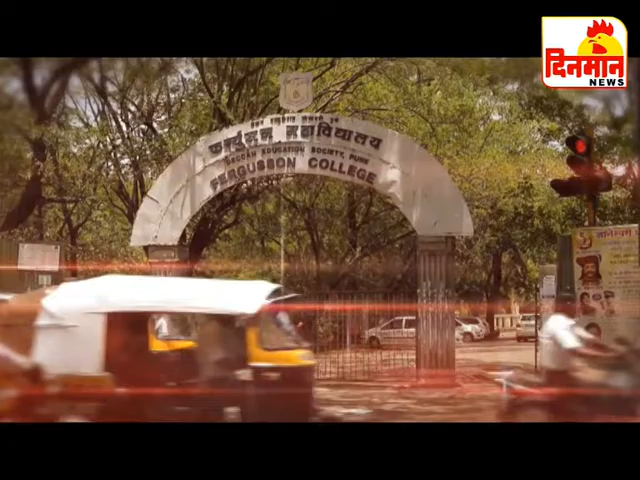 दिनमान
NEWS
फर्ग्युसन महाविद्यालय
DECCAN EDUCATION SOCIETY, PUNE
FERGUSSON COLLEGE